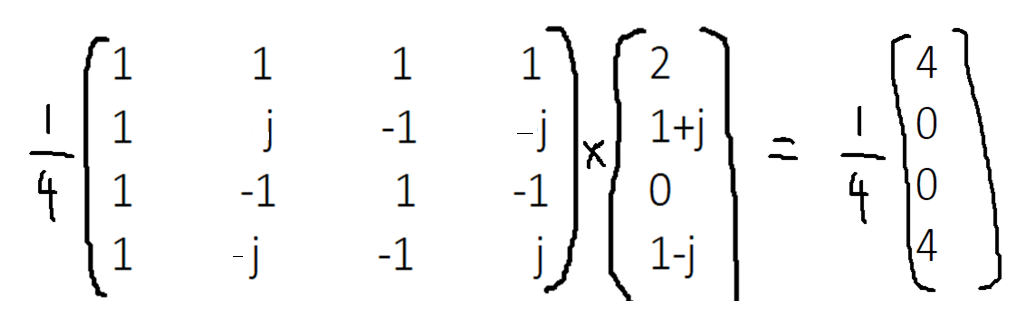 1 1 1 1 2 4
1 1 j -1 -j 1+j 1 0
4 1 -1 1 -1 × 0 = 4 0
1 -j -1 j 1-j 4